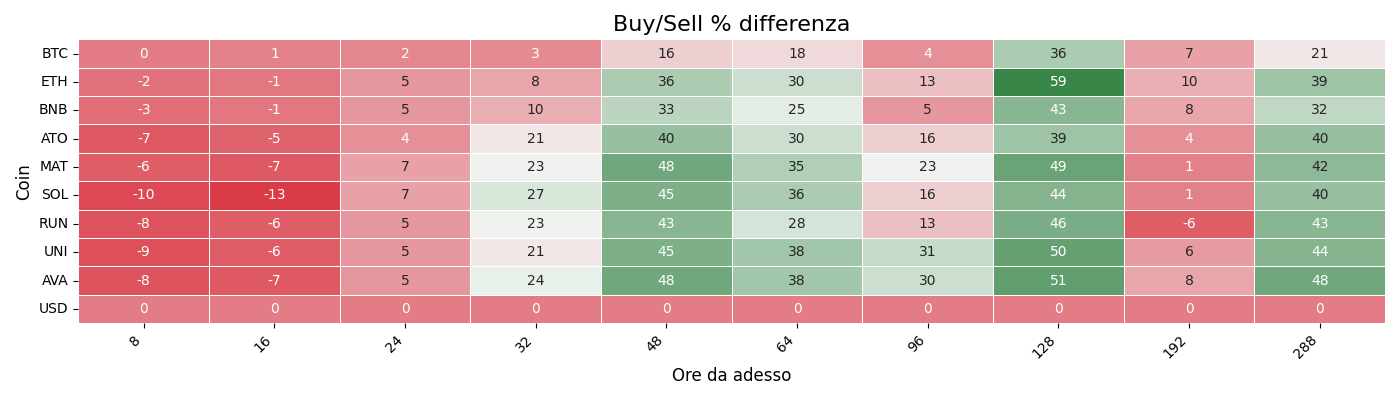 Buy/Sell % differenza
Coin
BTC 0 1 2 3 16 18 4 36 7 21
ETH -2 -1 5 8 36 30 13 59 10 39
BNB -3 -1 5 10 33 25 5 43 8 32
ATO -7 -5 4 21 40 30 16 39 4 40
MAT -6 -7 7 23 48 35 23 49 1 42
SOL -10 -13 7 27 45 36 16 44 1 40
RUN -8 -6 5 23 43 28 13 46 -6 43
UNI -9 -6 5 21 45 38 31 50 6 44
AVA -8 -7 5 24 48 38 30 51 8 48
USD 0 0 0 0 0 0 0 0 0 0
8 16 24 32 48 64 96 128 192 288
Ore da adesso